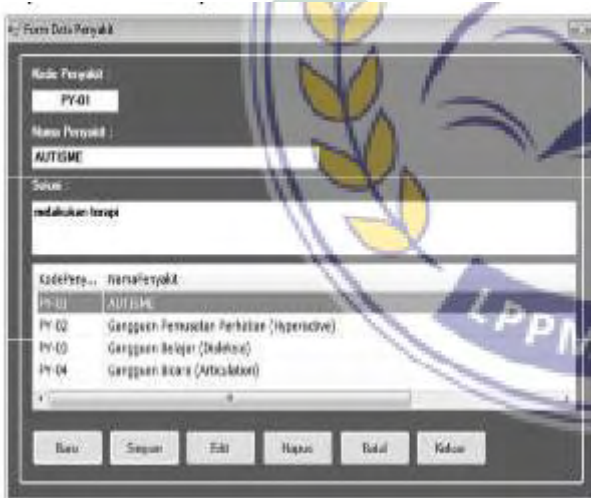 Form Data Penyakit
Kode Penyakit
PY-01
Nama Penyakit :
AUTISME
Solusi :
melakukan terapi
KodePeny... NamaPenyakit
PY-01 AUTISME
PY-02 Gangguan Pemusatan Perhatian (Hyperactive)
PY-03 Gangguan Belajar (Disleksia)
PY-04 Gangguan Bicara (Articulation)
Baru Simpan Edit Hapus Batal Keluar
LPPM